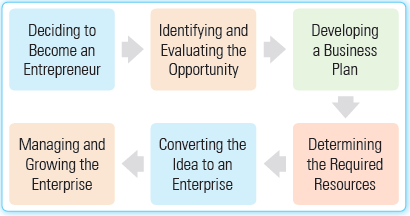 Deciding to
Become an
Entrepreneur
Identifying and
Evaluating the
Opportunity
Developing
a Business
Plan
Determining
the Required
Resources
Converting the
Idea to an
Enterprise
Managing and
Growing the
Enterprise